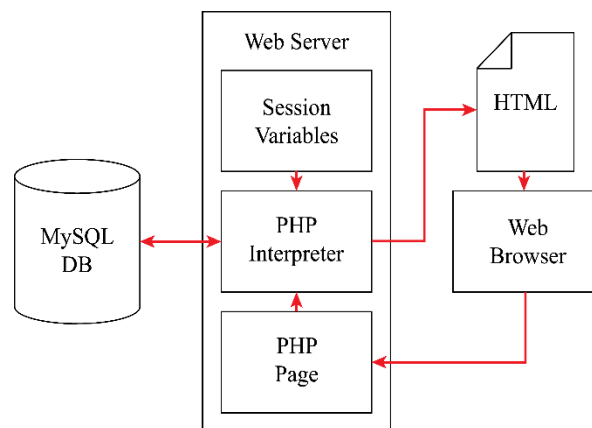 Web Server
Session
Variables
HTML
MySQL
DB
PHP
Interpreter
Web
Browser
PHP
Page